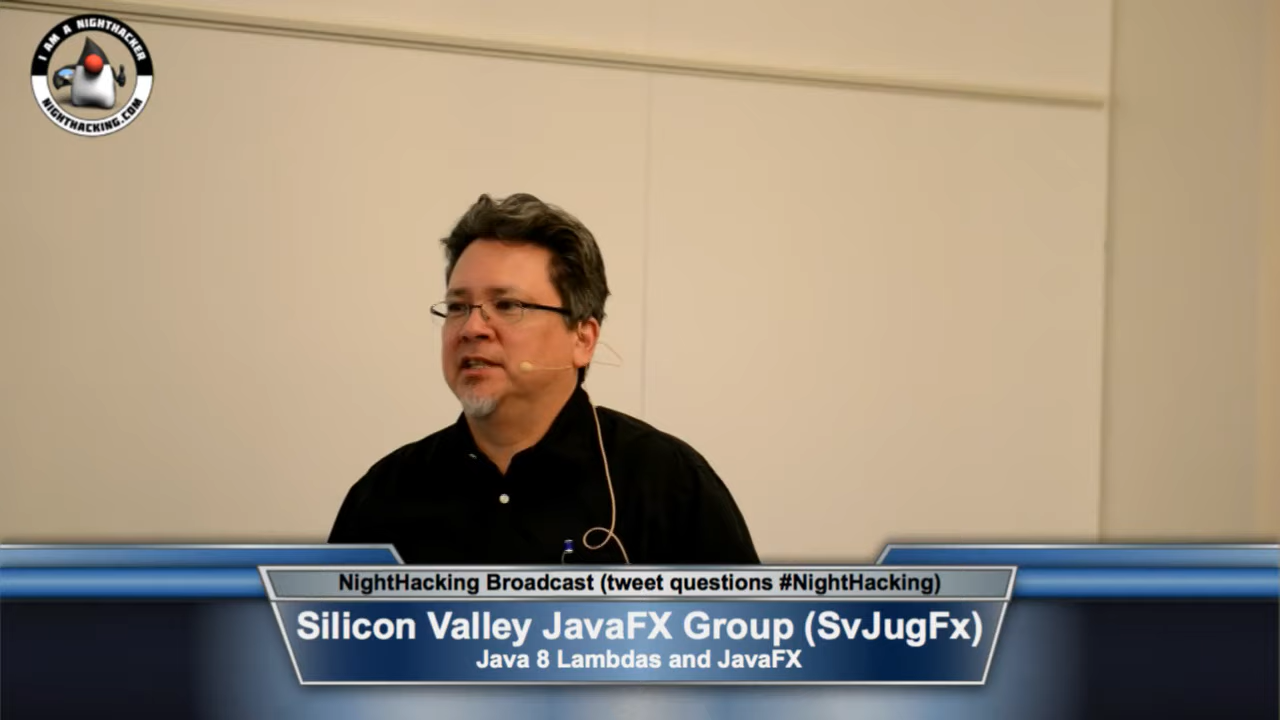 I AM A NIGHTHACKER
NIGHTHACKING.COM
NightHacking Broadcast (tweet questions #NightHacking)
Silicon Valley JavaFX Group (SvJugFx)
Java 8 Lambdas and JavaFX